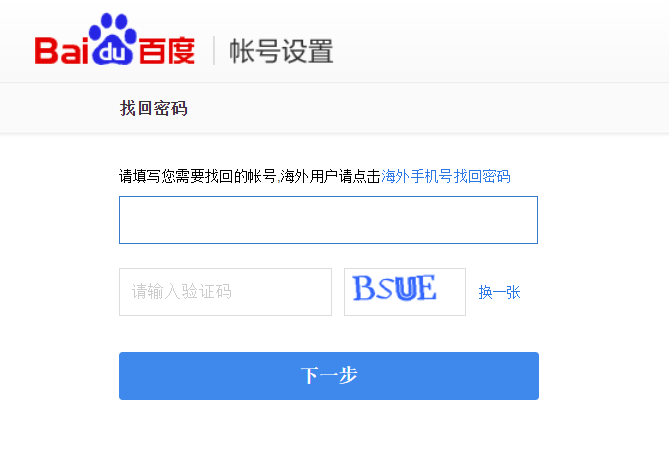 Baidu百度 帐号设置
找回密码
请填写您需要找回的帐号,海外用户请点击海外手机号找回密码
请输入验证码 BSUE 换一张
下一步